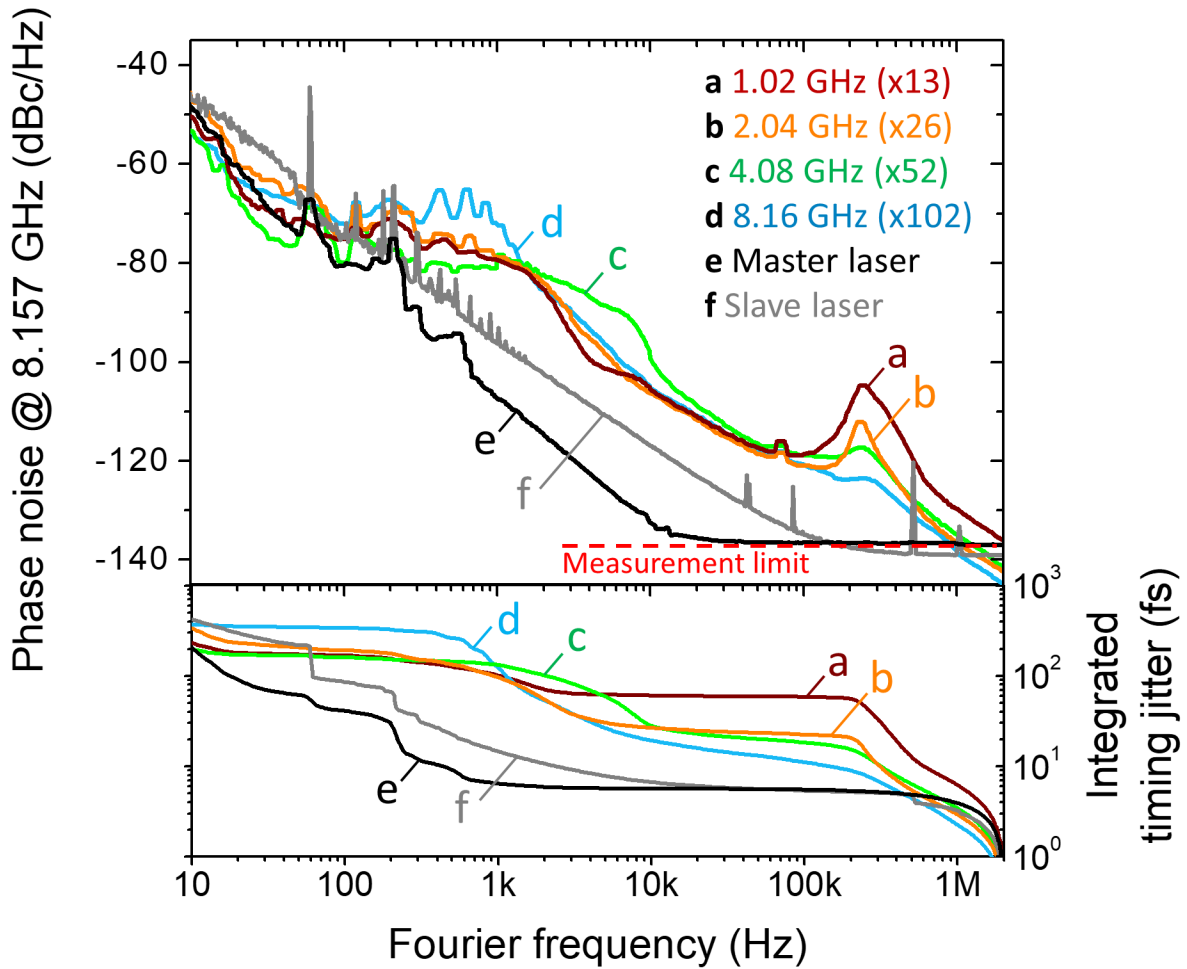 Phase noise @ 8.157 GHz (dBc/Hz)
-40
-60
-80
-100
-120
-140
a 1.02 GHz (x13)
b 2.04 GHz (x26)
c 4.08 GHz (x52)
d 8.16 GHz (x102)
e Master laser
f Slave laser
d
c
a
b
e
f
Measurement limit
10³
10²
10¹
10⁰
Integrated
timing jitter (fs)
d
c
a
b
e
f
10
100
1k
10k
100k
1M
Fourier frequency (Hz)